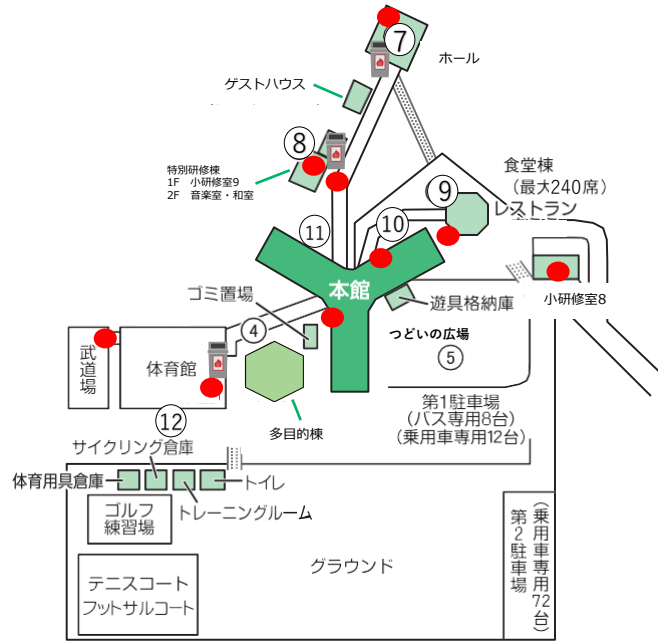 ⑦
ホール
ゲストハウス
⑧
特別研修棟
1F 小研修室9
2F 音楽室・和室
食堂棟
(最大240席)
レストラン
⑨
⑩
⑪
本館
ゴミ置場
遊具格納庫
小研修室8
④
つどいの広場
⑤
武道場
体育館
多目的棟
第1駐車場
(バス専用8台)
(乗用車専用12台)
⑫
サイクリング倉庫
体育用具倉庫
トイレ
トレーニングルーム
ゴルフ
練習場
グラウンド
テニスコート
フットサルコート
第2駐車場
(乗用車専用72台)